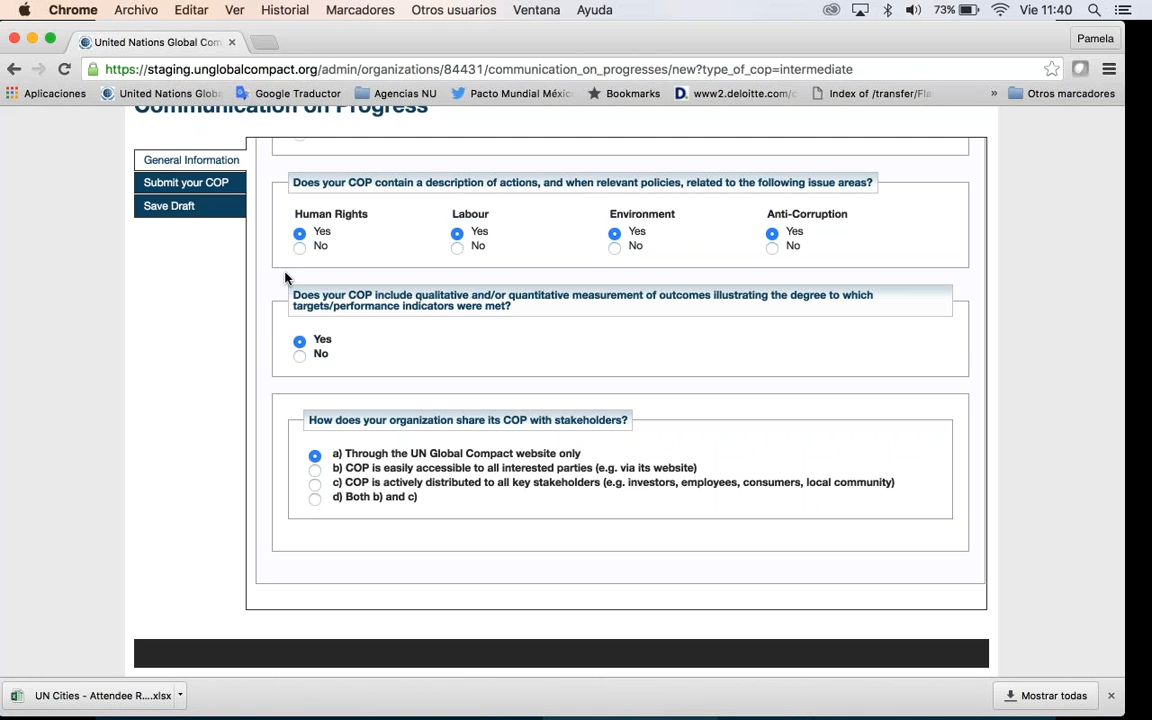 Chrome Archivo Editar Ver Historial Marcadores Otros usuarios Ventana Ayuda 73% Vie 11:40
United Nations Global Com
Pamela
https://staging.unglobalcompact.org/admin/organizations/84431/communication_on_progresses/new?type_of_cop=intermediate
Aplicaciones United Nations Globa Google Traductor Agencias NU Pacto Mundial Méxic Bookmarks www2.deloitte.com/ Index of /transfer/Fla » Otros marcadores
Communication on Progress
General Information
Submit your COP
Save Draft
Does your COP contain a description of actions, and when relevant policies, related to the following issue areas?
Human Rights Labour Environment Anti-Corruption
Yes Yes Yes Yes
No No No No
Does your COP include qualitative and/or quantitative measurement of outcomes illustrating the degree to which
targets/performance indicators were met?
Yes
No
How does your organization share its COP with stakeholders?
a) Through the UN Global Compact website only
b) COP is easily accessible to all interested parties (e.g. via its website)
c) COP is actively distributed to all key stakeholders (e.g. investors, employees, consumers, local community)
d) Both b) and c)
UN Cities - Attendee R....xlsx
Mostrar todas